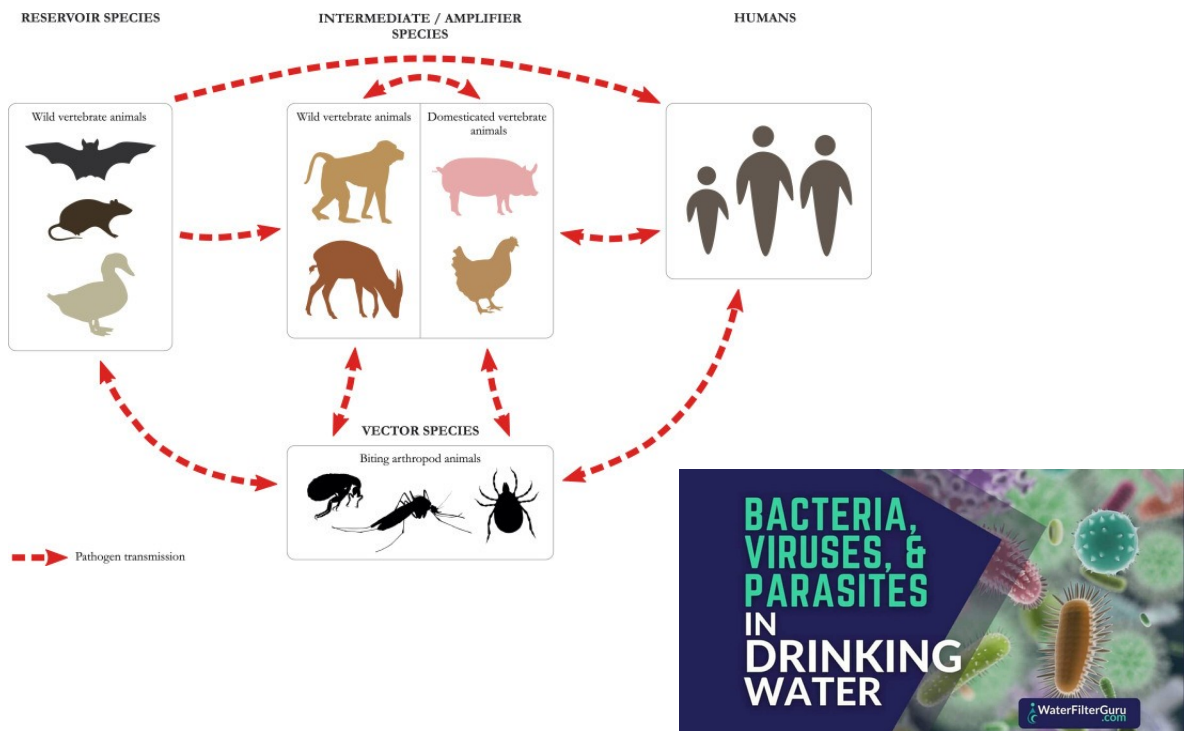 RESERVOIR SPECIES
INTERMEDIATE / AMPLIFIER
SPECIES
HUMANS
Wild vertebrate animals
Wild vertebrate animals
Domesticated vertebrate
animals
VECTOR SPECIES
Biting arthropod animals
Pathogen transmission
BACTERIA,
VIRUSES, &
PARASITES
IN
DRINKING
WATER
WaterFilterGuru
.com